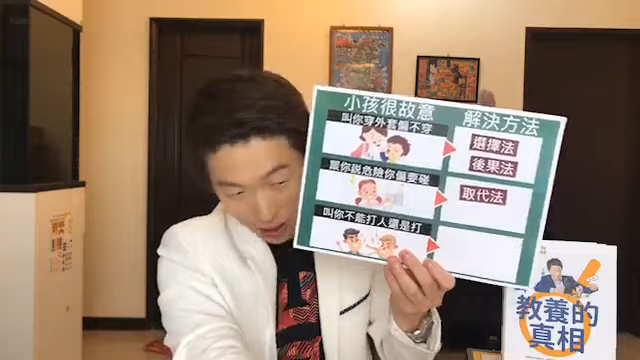 小孩很故意
解決方法
叫你穿外套偏不穿
選擇法
後果法
跟你說危險你偏要碰
取代法
叫你不能打人還是打
教養的
真相